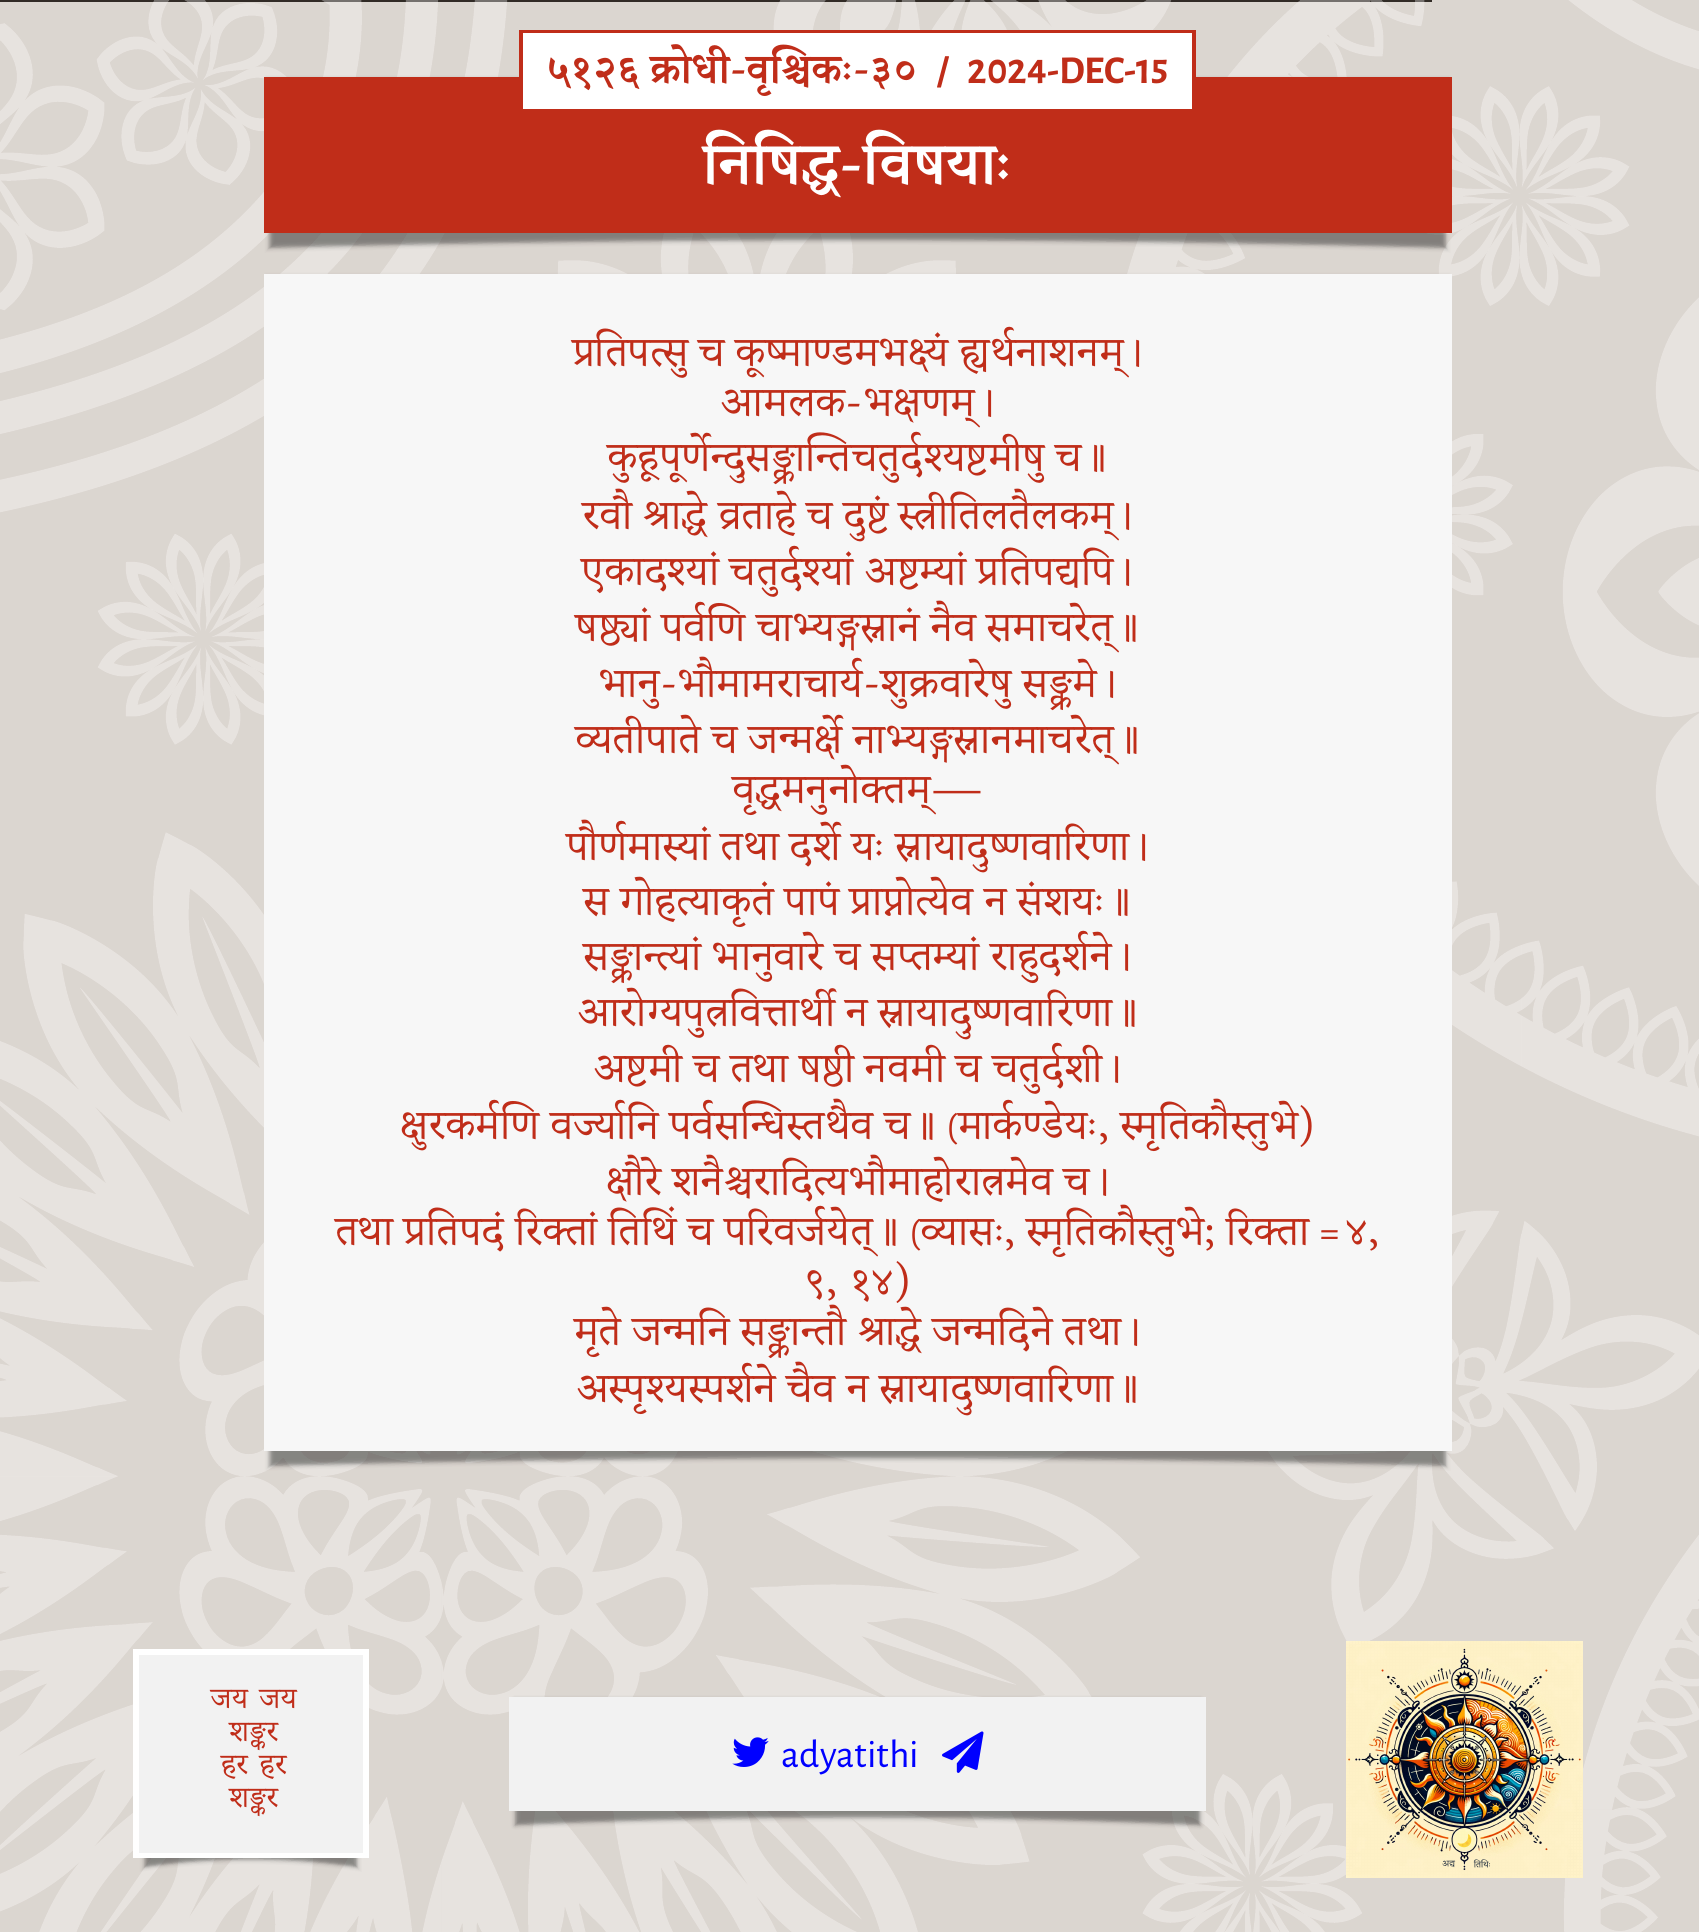 ५१२६ क्रोधी-वृश्चिकः-३० / 2024-DEC-15
निषिद्ध-विषयाः
प्रतिपत्सु च कूष्माण्डमभक्ष्यं ह्यर्थनाशनम्।
आमलक-भक्षणम्।
कुहूपूर्णेन्दुसङ्क्रान्तिचतुर्दश्यष्टमीषु च॥
रवौ श्राद्धे व्रताहे च दुष्टं स्त्रीतिलतैलकम्।
एकादश्यां चतुर्दश्यां अष्टम्यां प्रतिपद्यपि।
षष्ठ्यां पर्वणि चाभ्यङ्गस्नानं नैव समाचरेत्॥
भानु-भौमामराचार्य-शुक्रवारेषु सङ्क्रमे।
व्यतीपाते च जन्मर्क्षे नाभ्यङ्गस्नानमाचरेत्॥
वृद्धमनुनोक्तम्—
पौर्णमास्यां तथा दर्शे यः स्नायादुष्णवारिणा।
स गोहत्याकृतं पापं प्राप्नोत्येव न संशयः॥
सङ्क्रान्त्यां भानुवारे च सप्तम्यां राहुदर्शने।
आरोग्यपुत्रवित्तार्थी न स्नायादुष्णवारिणा॥
अष्टमी च तथा षष्ठी नवमी च चतुर्दशी।
क्षुरकर्मणि वर्ज्यानि पर्वसन्धिस्तथैव च॥ (मार्कण्डेयः, स्मृतिकौस्तुभे)
क्षौरे शनैश्चरादित्यभौमाहोरात्रमेव च।
तथा प्रतिपदं रिक्तां तिथिं च परिवर्जयेत्॥ (व्यासः, स्मृतिकौस्तुभे; रिक्ता = ४,
९, १४)
मृते जन्मनि सङ्क्रान्तौ श्राद्धे जन्मदिने तथा।
अस्पृश्यस्पर्शने चैव न स्नायादुष्णवारिणा॥
जय जय
शङ्कर
हर हर
शङ्कर
adyatithi
अद्य तिथिः